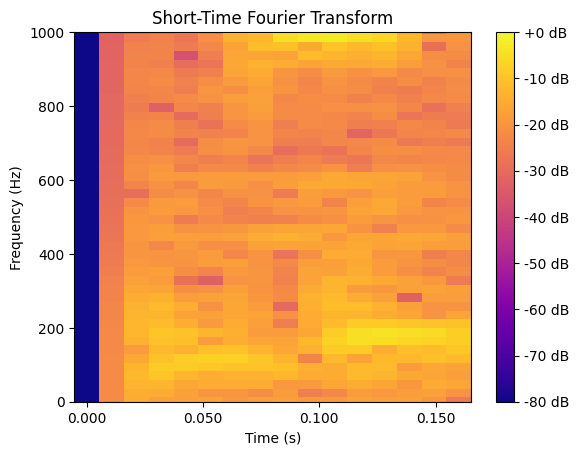 Short-Time Fourier Transform
1000
800
600
400
200
0
Frequency (Hz)
0.000
0.050
0.100
0.150
Time (s)
+0 dB
-10 dB
-20 dB
-30 dB
-40 dB
-50 dB
-60 dB
-70 dB
-80 dB